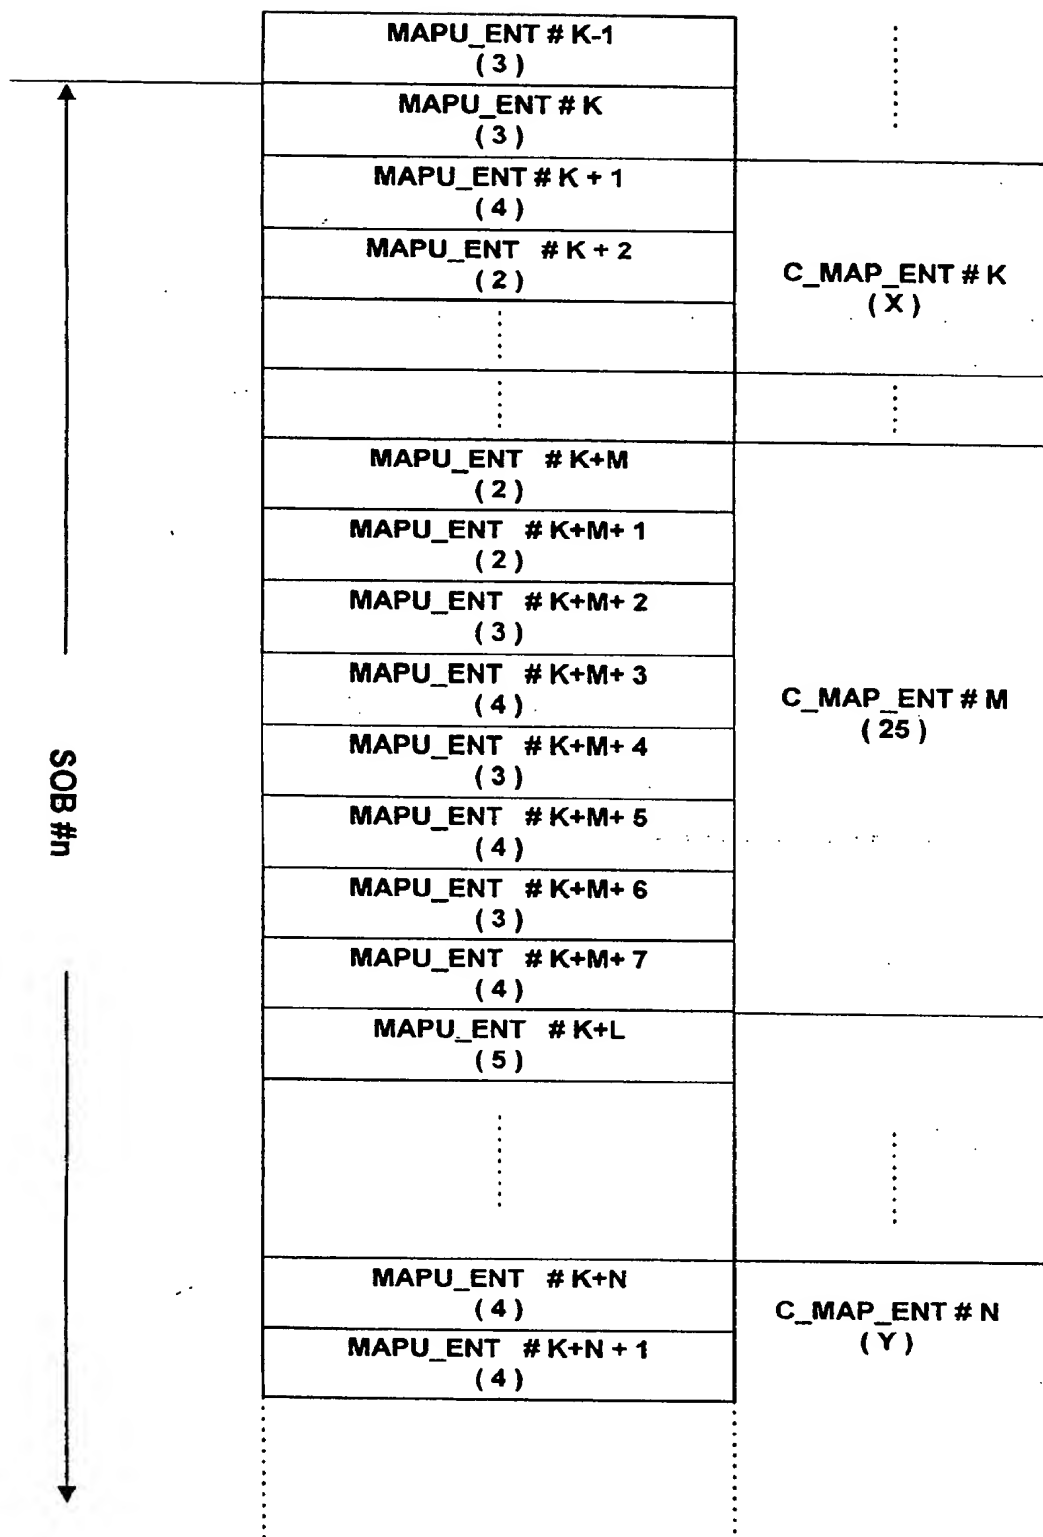 MAPU_ENT # K-1
( 3 )
MAPU_ENT # K
( 3 )
MAPU_ENT # K + 1
( 4 )
MAPU_ENT # K + 2
( 2 )
C_MAP_ENT # K
( X )
MAPU_ENT # K+M
( 2 )
MAPU_ENT # K+M+ 1
( 2 )
MAPU_ENT # K+M+ 2
( 3 )
MAPU_ENT # K+M+ 3
( 4 )
MAPU_ENT # K+M+ 4
( 3 )
MAPU_ENT # K+M+ 5
( 4 )
MAPU_ENT # K+M+ 6
( 3 )
MAPU_ENT # K+M+ 7
( 4 )
C_MAP_ENT # M
( 25 )
SOB #n
MAPU_ENT # K+L
( 5 )
MAPU_ENT # K+N
( 4 )
MAPU_ENT # K+N + 1
( 4 )
C_MAP_ENT # N
( Y )